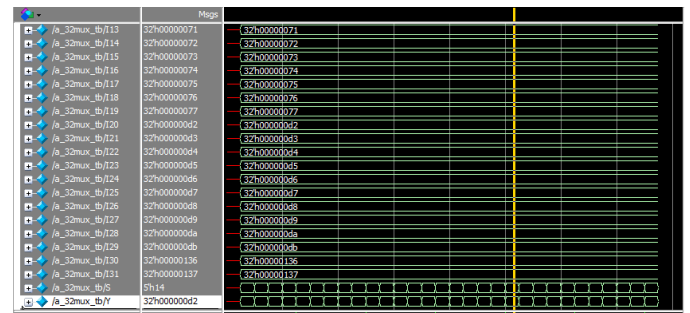 Msgs
/a_32mux_tb/I13 32'h00000071 32'h00000071
/a_32mux_tb/I14 32'h00000072 32'h00000072
/a_32mux_tb/I15 32'h00000073 32'h00000073
/a_32mux_tb/I16 32'h00000074 32'h00000074
/a_32mux_tb/I17 32'h00000075 32'h00000075
/a_32mux_tb/I18 32'h00000076 32'h00000076
/a_32mux_tb/I19 32'h00000077 32'h00000077
/a_32mux_tb/I20 32'h000000d2 32'h000000d2
/a_32mux_tb/I21 32'h000000d3 32'h000000d3
/a_32mux_tb/I22 32'h000000d4 32'h000000d4
/a_32mux_tb/I23 32'h000000d5 32'h000000d5
/a_32mux_tb/I24 32'h000000d6 32'h000000d6
/a_32mux_tb/I25 32'h000000d7 32'h000000d7
/a_32mux_tb/I26 32'h000000d8 32'h000000d8
/a_32mux_tb/I27 32'h000000d9 32'h000000d9
/a_32mux_tb/I28 32'h000000da 32'h000000da
/a_32mux_tb/I29 32'h000000db 32'h000000db
/a_32mux_tb/I30 32'h00000136 32'h00000136
/a_32mux_tb/I31 32'h00000137 32'h00000137
/a_32mux_tb/S 5'h14
/a_32mux_tb/Y 32'h000000d2